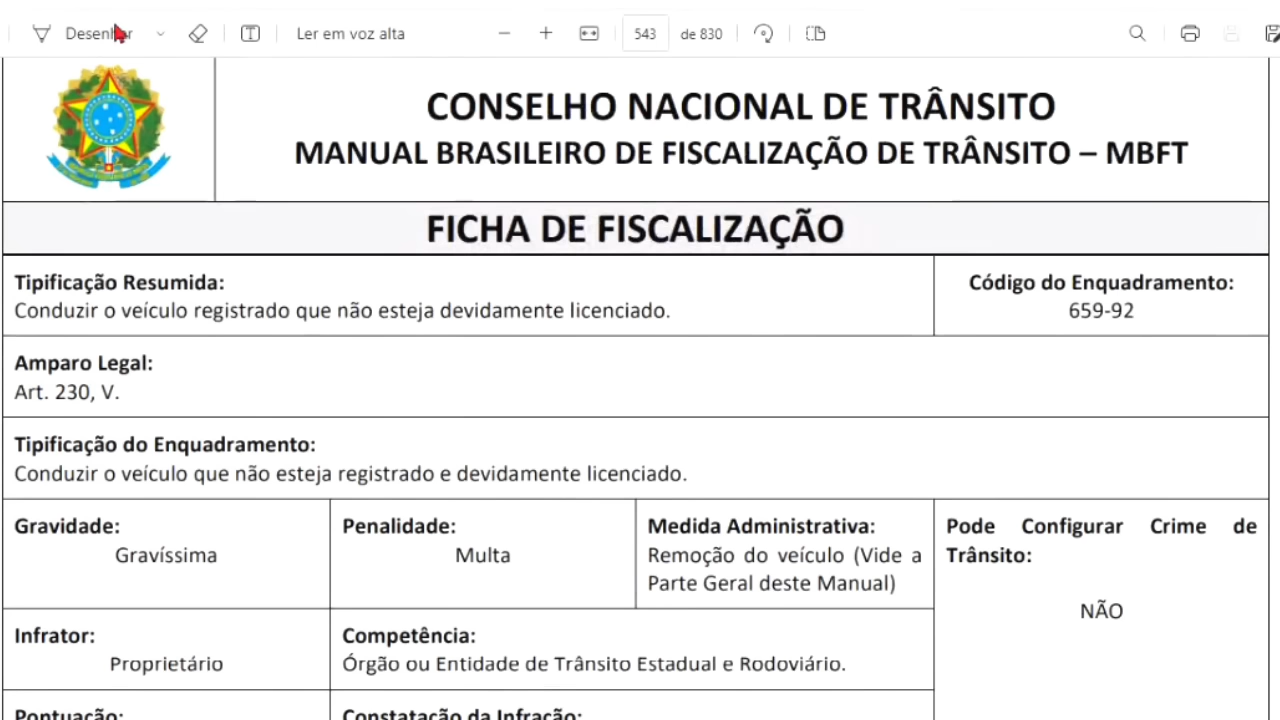 Desenhar
Ler em voz alta
543
de 830
CONSELHO NACIONAL DE TRÂNSITO
MANUAL BRASILEIRO DE FISCALIZAÇÃO DE TRÂNSITO – MBFT
FICHA DE FISCALIZAÇÃO
Tipificação Resumida:
Conduzir o veículo registrado que não esteja devidamente licenciado.
Código do Enquadramento:
659-92
Amparo Legal:
Art. 230, V.
Tipificação do Enquadramento:
Conduzir o veículo que não esteja registrado e devidamente licenciado.
Gravidade:
Gravíssima
Penalidade:
Multa
Medida Administrativa:
Remoção do veículo (Vide a
Parte Geral deste Manual)
Pode Configurar Crime de
Trânsito:
NÃO
Infrator:
Proprietário
Competência:
Órgão ou Entidade de Trânsito Estadual e Rodoviário.
Pontuação:
Constatação da Infração: